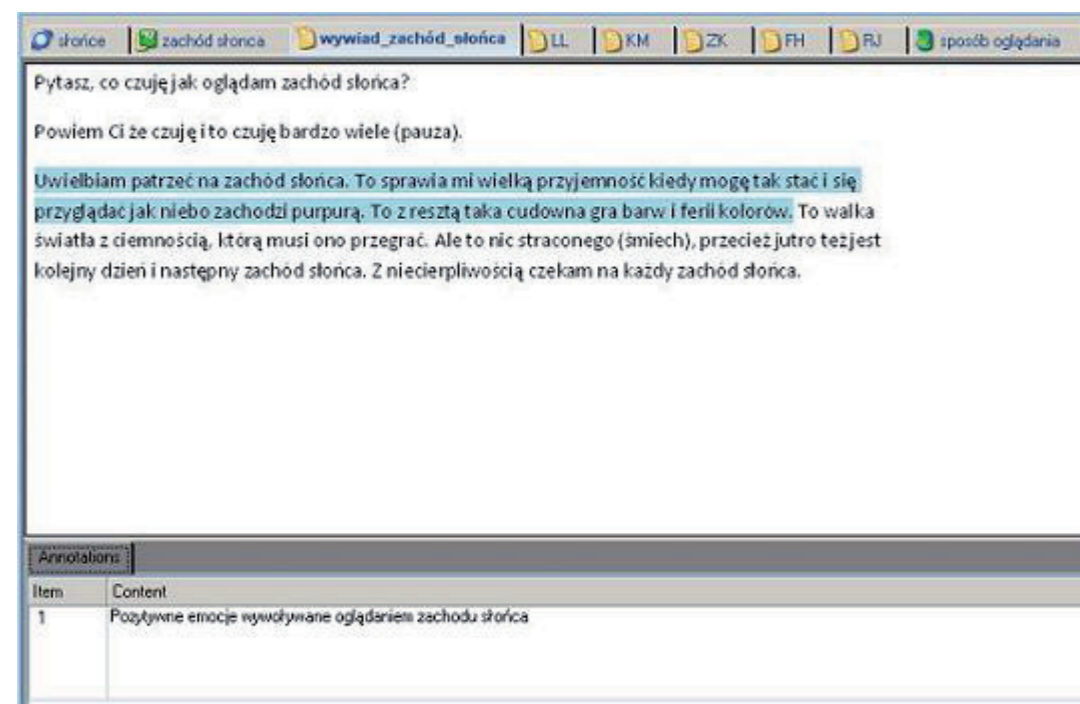 słońce zachód słonca wywiad_zachód_słońca LL KM ZK FH RJ sposób oglądania
Pytasz, co czuję jak oglądam zachód słońca?
Powiem Ci że czuję i to czuję bardzo wiele (pauza).
Uwielbiam patrzeć na zachód słońca. To sprawia mi wielką przyjemność kiedy mogę tak stać i się
przyglądać jak niebo zachodzi purpurą. To z resztą taka cudowna gra barw i ferii kolorów. To walka
światła z ciemnością, którą musi ono przegrać. Ale to nic straconego (śmiech), przecież jutro też jest
kolejny dzień i następny zachód słońca. Z niecierpliwością czekam na każdy zachód słońca.
Annotations
Item Content
1 Pozytywne emocje wywoływane oglądaniem zachodu słońca